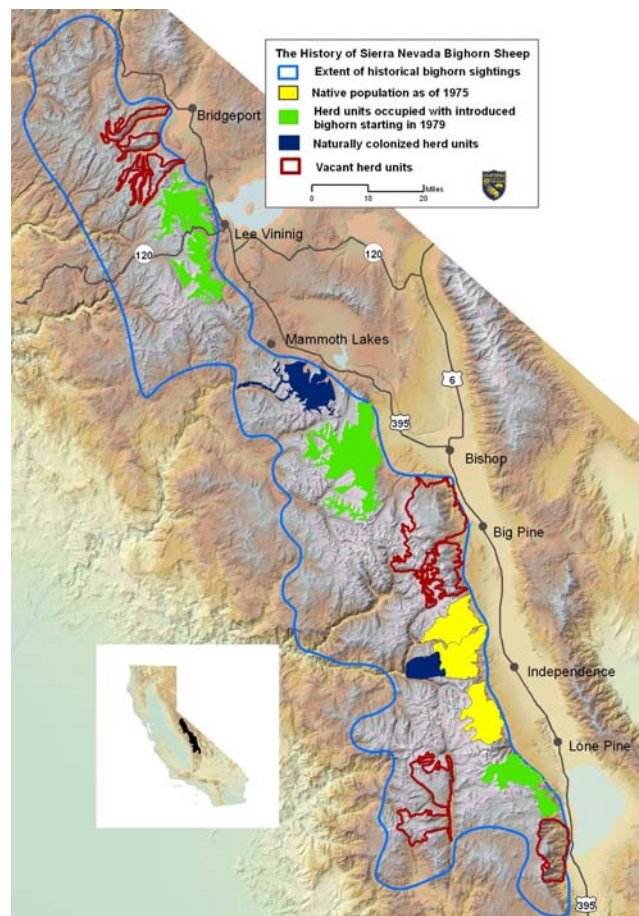 The History of Sierra Nevada Bighorn Sheep
Extent of historical bighorn sightings
Native population as of 1975
Herd units occupied with introduced
bighorn starting in 1979
Naturally colonized herd units
Vacant herd units
Miles
0 10 20
Bridgeport
Lee Vininig
120
120
Mammoth Lakes
6
395
Bishop
Big Pine
Independence
Lone Pine
395